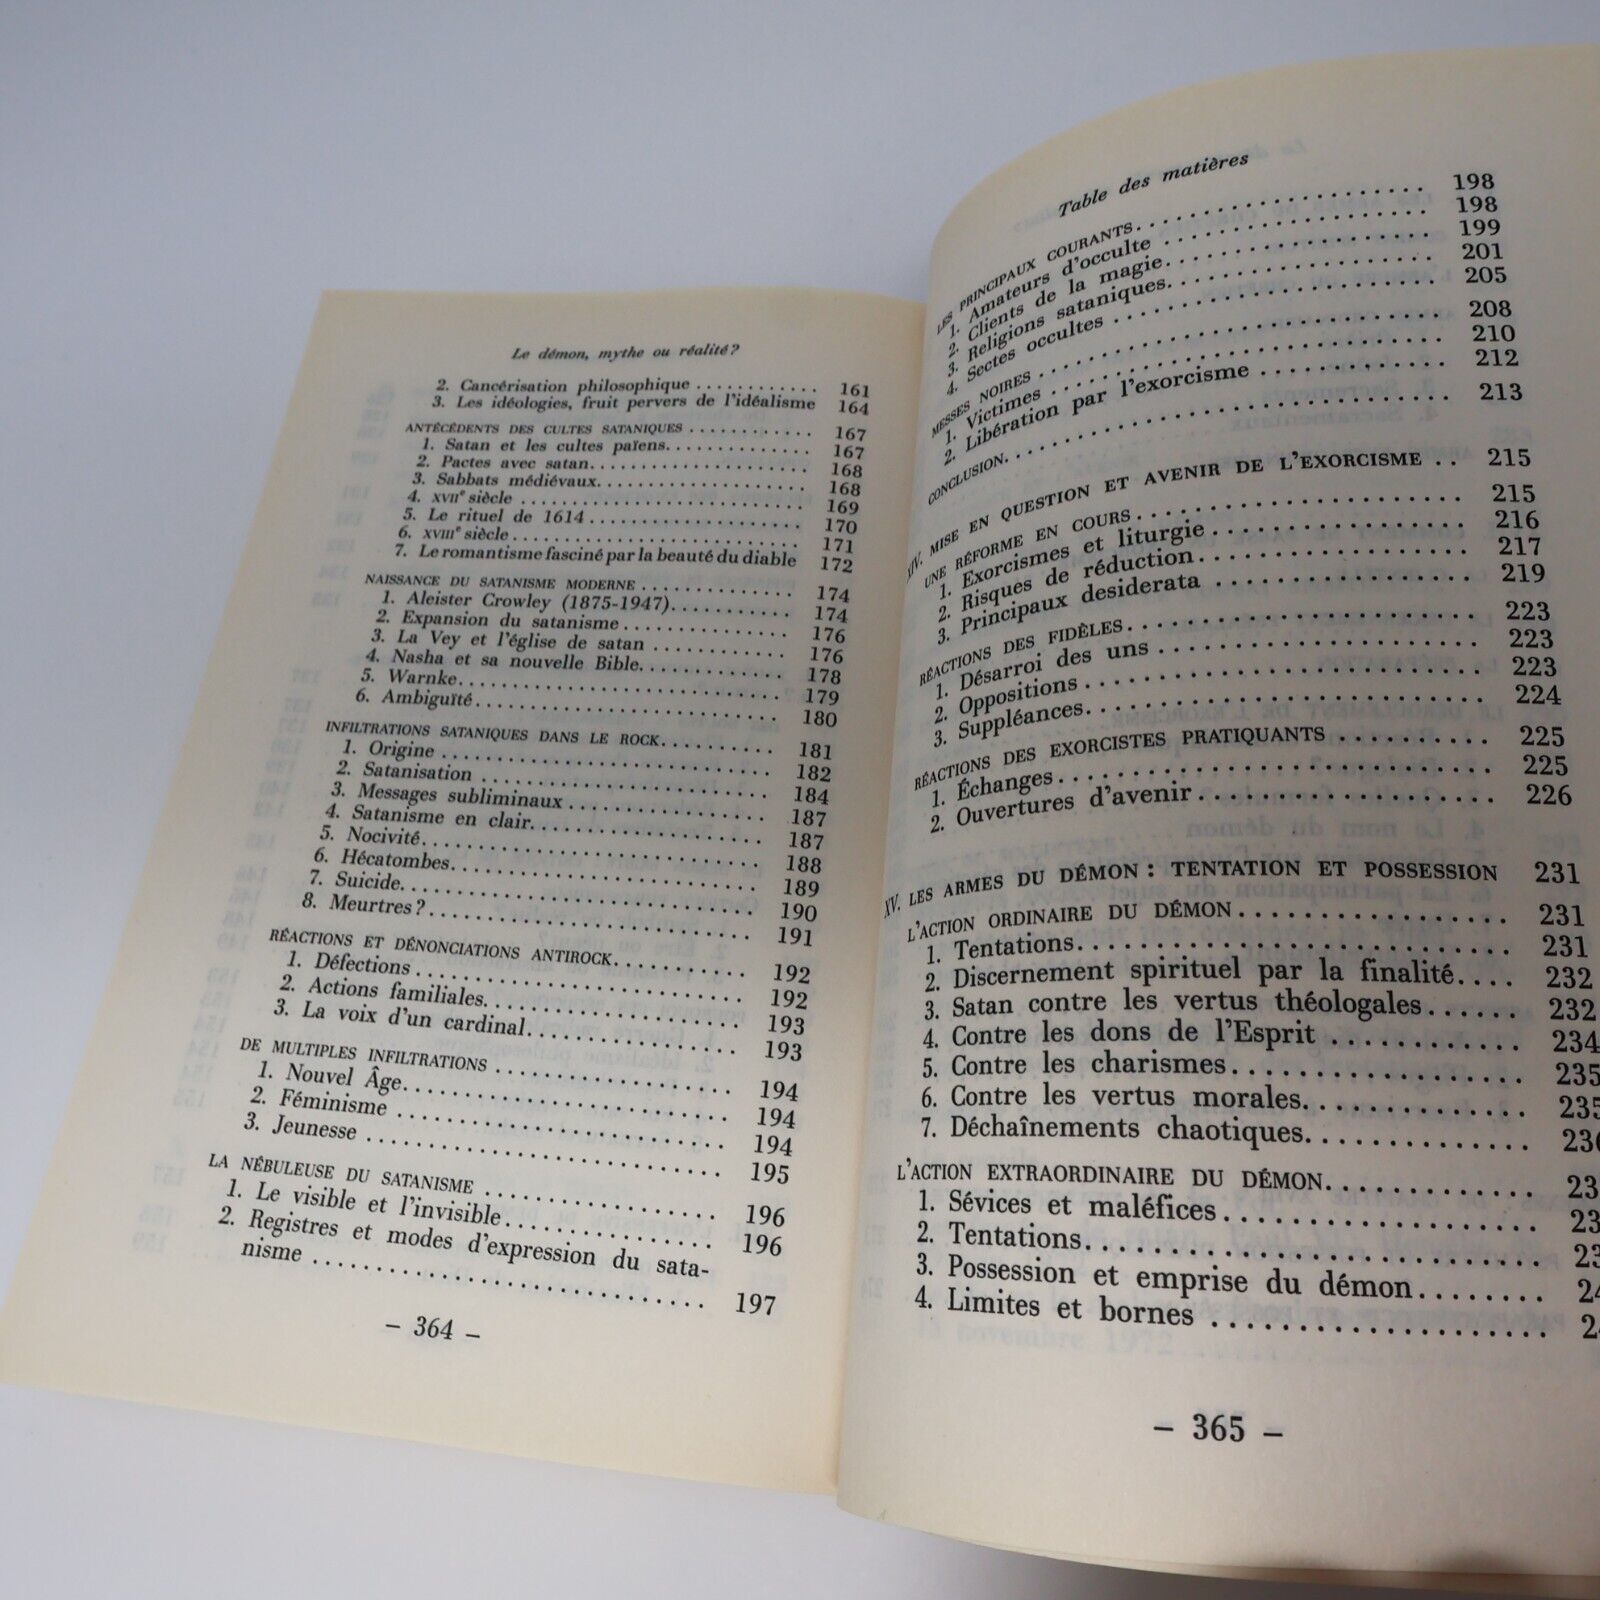 Le démon, mythe ou réalité?
2. Cancérisation philosophique ............ 161
3. Les idéologies, fruit pervers de l'idéalisme 164
ANTÉCÉDENTS DES CULTES SATANIQUES ............ 167
1. Satan et les cultes païens............. 167
2. Pactes avec satan.................... 168
3. Sabbats médiévaux.................... 168
4. XVIIe siècle ......................... 169
5. Le rituel de 1614 .................... 170
6. XVIIIe siècle ......................... 171
7. Le romantisme fasciné par la beauté du diable 172
NAISSANCE DU SATANISME MODERNE ............ 174
1. Aleister Crowley (1875-1947)........... 174
2. Expansion du satanisme ............... 176
3. La Vey et l'église de satan ............ 176
4. Nasha et sa nouvelle Bible............. 178
5. Warnke............................. 179
6. Ambiguïté........................... 180
INFILTRATIONS SATANIQUES DANS LE ROCK.......... 181
1. Origine ............................. 182
2. Satanisation ......................... 184
3. Messages subliminaux ................. 187
4. Satanisme en clair.................... 187
5. Nocivité............................. 188
6. Hécatombes.......................... 189
7. Suicide.............................. 190
8. Meurtres ? ........................... 191
RÉACTIONS ET DÉNONCIATIONS ANTIROCK.......... 192
1. Défections ........................... 192
2. Actions familiales..................... 193
3. La voix d'un cardinal.................. 193
DE MULTIPLES INFILTRATIONS .................. 194
1. Nouvel Âge.......................... 194
2. Féminisme ........................... 194
3. Jeunesse ............................ 195
LA NÉBULEUSE DU SATANISME .................. 196
1. Le visible et l'invisible................. 196
2. Registres et modes d'expression du sata-
nisme .............................. 197
– 364 –
Table des matières
LES PRINCIPAUX COURANTS....................... 198
1. Amateurs d'occulte .................... 198
2. Clients de la magie.................... 199
3. Religions sataniques................... 201
4. Sectes occultes ....................... 205
MESSES NOIRES ............................. 208
1. Victimes ............................. 210
2. Libération par l'exorcisme ............. 212
CONCLUSION................................ 213
XIV. MISE EN QUESTION ET AVENIR DE L'EXORCISME .. 215
UNE RÉFORME EN COURS ...................... 215
1. Exorcismes et liturgie .................. 216
2. Risques de réduction.................. 217
3. Principaux desiderata ................. 219
RÉACTIONS DES FIDÈLES....................... 223
1. Désarroi des uns ..................... 223
2. Oppositions .......................... 223
3. Suppléances.......................... 224
RÉACTIONS DES EXORCISTES PRATIQUANTS .......... 225
1. Échanges............................ 225
2. Ouvertures d'avenir................... 226
XV. LES ARMES DU DÉMON : TENTATION ET POSSESSION 231
L'ACTION ORDINAIRE DU DÉMON................. 231
1. Tentations........................... 231
2. Discernement spirituel par la finalité.... 232
3. Satan contre les vertus théologales...... 232
4. Contre les dons de l'Esprit ............ 234
5. Contre les charismes.................. 235
6. Contre les vertus morales.............. 235
7. Déchaînements chaotiques.............. 236
L'ACTION EXTRAORDINAIRE DU DÉMON............. 23
1. Sévices et maléfices................... 23
2. Tentations........................... 23
3. Possession et emprise du démon........ 24
4. Limites et bornes ..................... 24
– 365 –